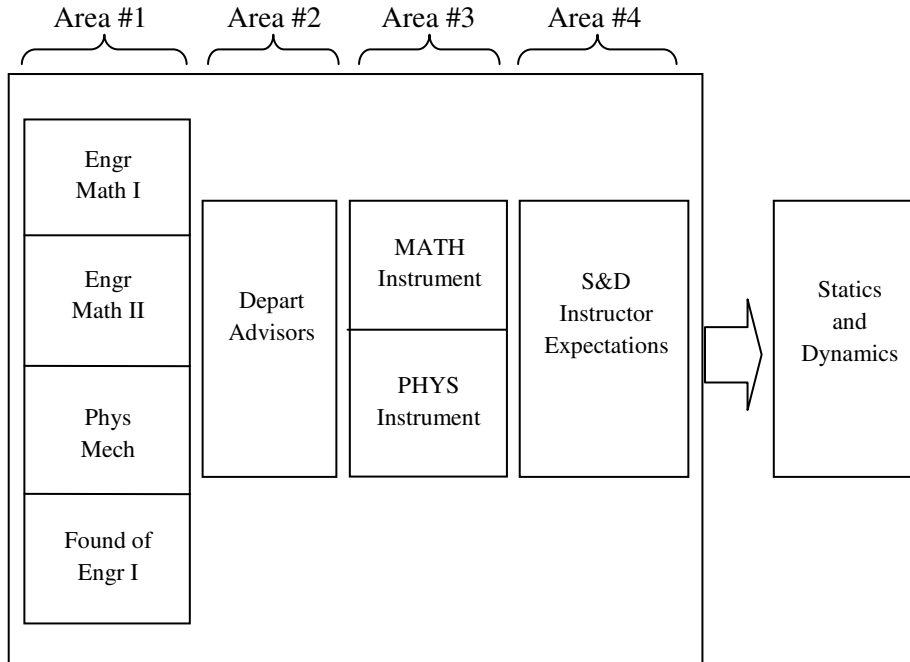 Area #1
Area #2
Area #3
Area #4
Engr
Math I
Engr
Math II
Phys
Mech
Found of
Engr I
Depart
Advisors
MATH
Instrument
PHYS
Instrument
S&D
Instructor
Expectations
Statics
and
Dynamics